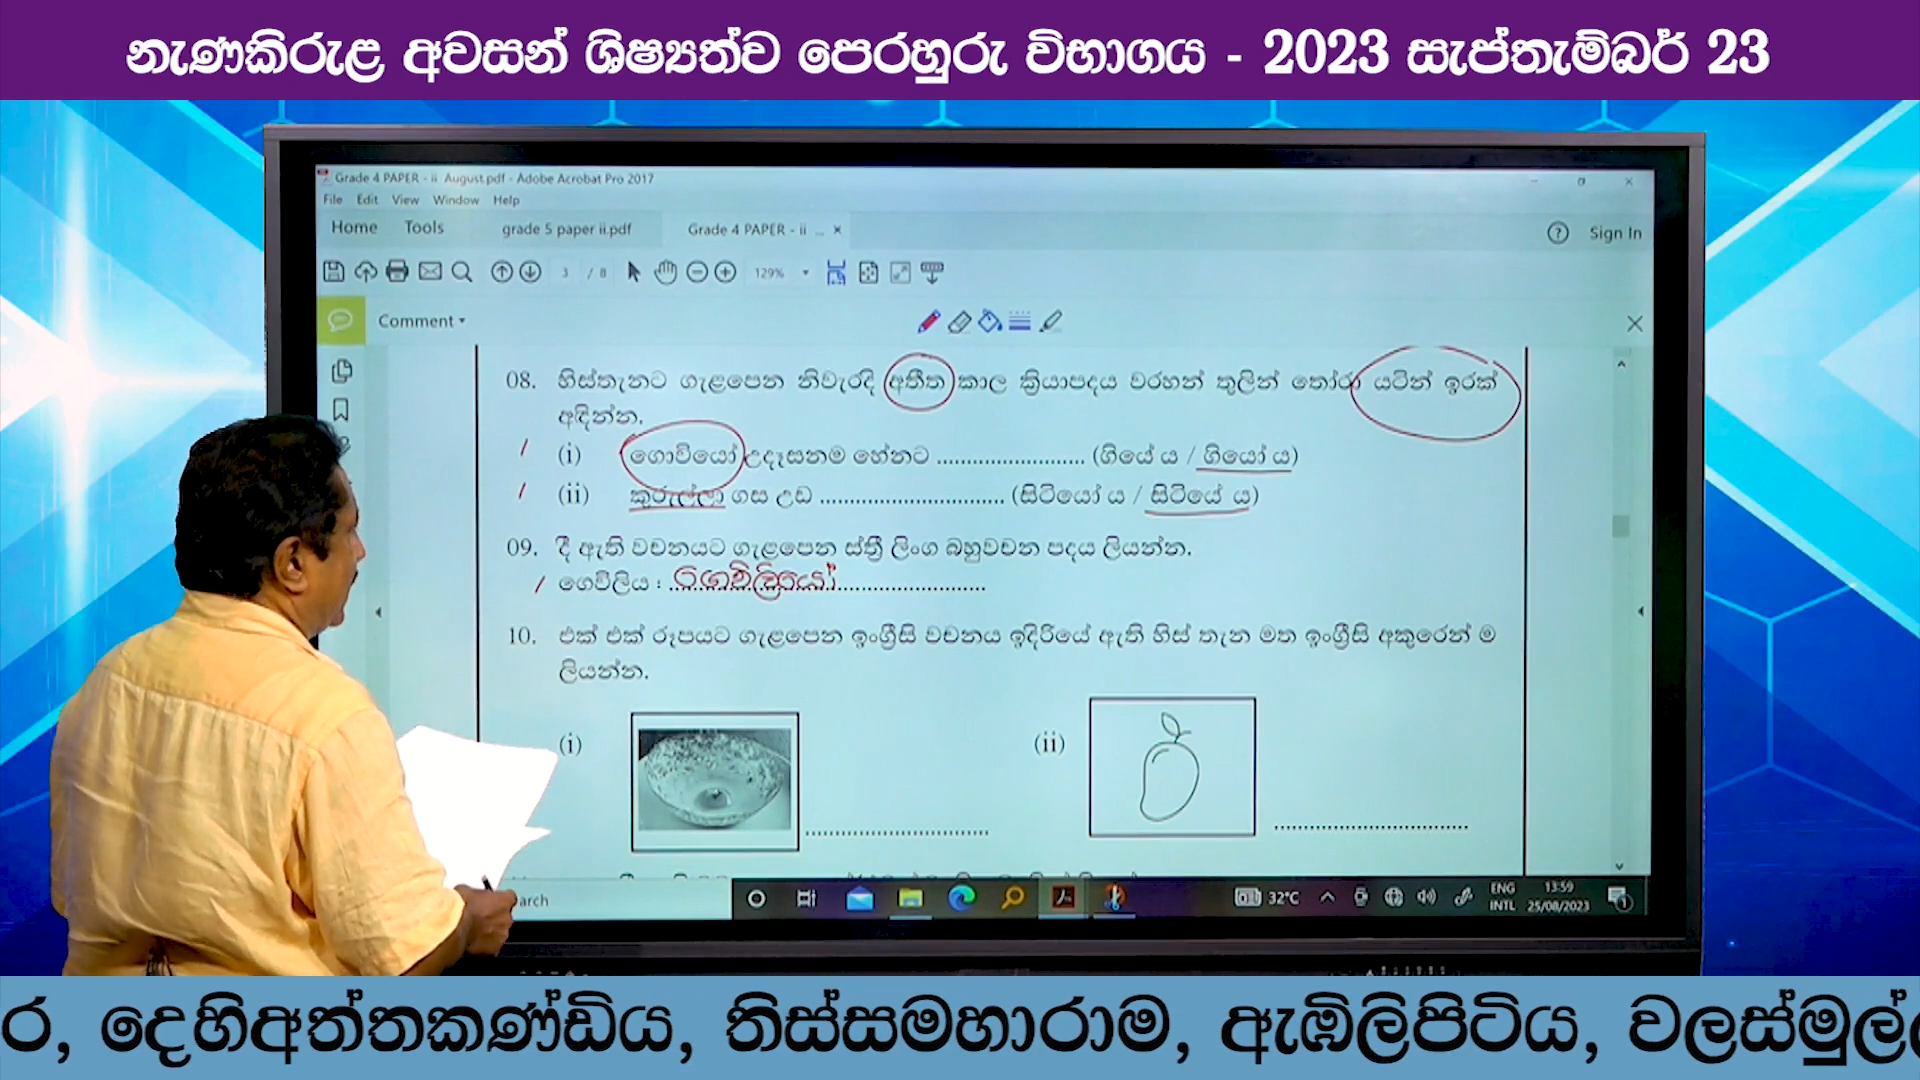 නැණකිරුළ අවසන් ශිෂ්‍යත්ව පෙරහුරු විභාගය - 2023 සැප්තැම්බර් 23
Grade 4 PAPER - ii August.pdf - Adobe Acrobat Pro 2017
File Edit View Window Help
Home Tools grade 5 paper ii.pdf Grade 4 PAPER - ii ... × Sign In
3 / 8 129%
Comment
08. හිස්තැනට ගැළපෙන නිවැරදි අතීත කාල ක්‍රියාපදය වරහන් තුලින් තෝරා යටින් ඉරක්
අඳින්න.
(i) ගොවියෝ උදෑසනම හේනට .......................... (ගියේ ය / ගියෝ ය)
(ii) කුරුල්ලා ගස උඩ ................................ (සිටියෝ ය / සිටියේ ය)
09. දී ඇති වචනයට ගැළපෙන ස්ත්‍රී ලිංග බහුවචන පදය ලියන්න.
ගෙවිලිය : ගෙවිලියෝ
10. එක් එක් රූපයට ගැළපෙන ඉංග්‍රීසි වචනය ඉදිරියේ ඇති හිස් තැන මත ඉංග්‍රීසි අකුරෙන් ම
ලියන්න.
(i) ................................ (ii) ................................
arch 32°C ENG 13:59
INTL 25/08/2023
ර, දෙහිඅත්තකණ්ඩිය, තිස්සමහාරාම, ඇඹිලිපිටිය, වලස්මුල්ල